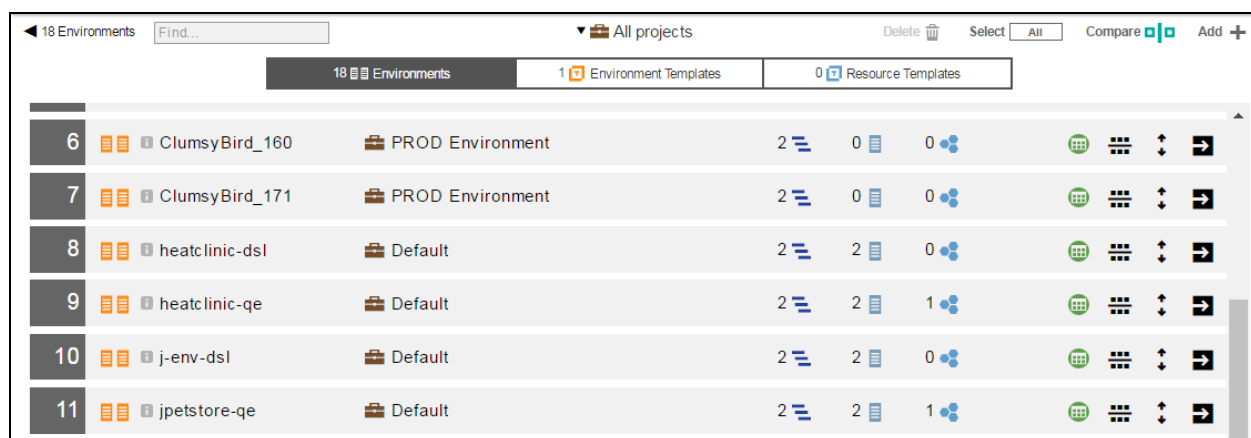 18 Environments Find... All projects Delete Select All Compare Add
18 Environments 1 Environment Templates 0 Resource Templates
6 ClumsyBird_160 PROD Environment 2 0 0
7 ClumsyBird_171 PROD Environment 2 0 0
8 heatclinic-dsl Default 2 2 0
9 heatclinic-qe Default 2 2 1
10 j-env-dsl Default 2 2 0
11 jpetstore-qe Default 2 2 1